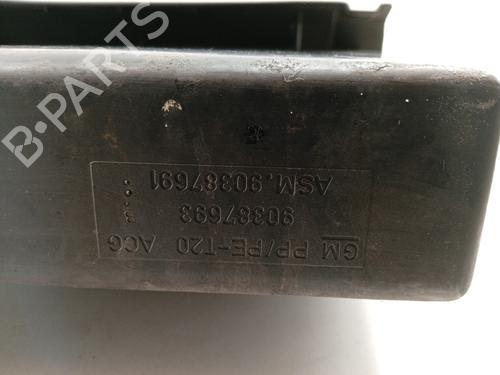 GM PP/PE-T20 ACG
90387693
ASM.90387691
B-PARTS